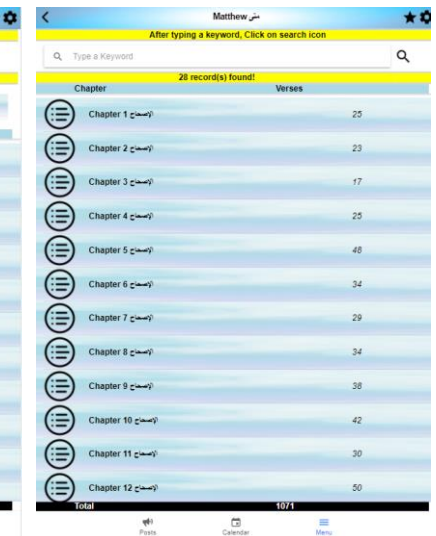 Matthew متى
After typing a keyword, Click on search icon
Type a Keyword
28 record(s) found!
Chapter Verses
Chapter 1 الإصحاح 25
Chapter 2 الإصحاح 23
Chapter 3 الإصحاح 17
Chapter 4 الإصحاح 25
Chapter 5 الإصحاح 48
Chapter 6 الإصحاح 34
Chapter 7 الإصحاح 29
Chapter 8 الإصحاح 34
Chapter 9 الإصحاح 38
Chapter 10 الإصحاح 42
Chapter 11 الإصحاح 30
Chapter 12 الإصحاح 50
Total 1071
Posts Calendar Menu